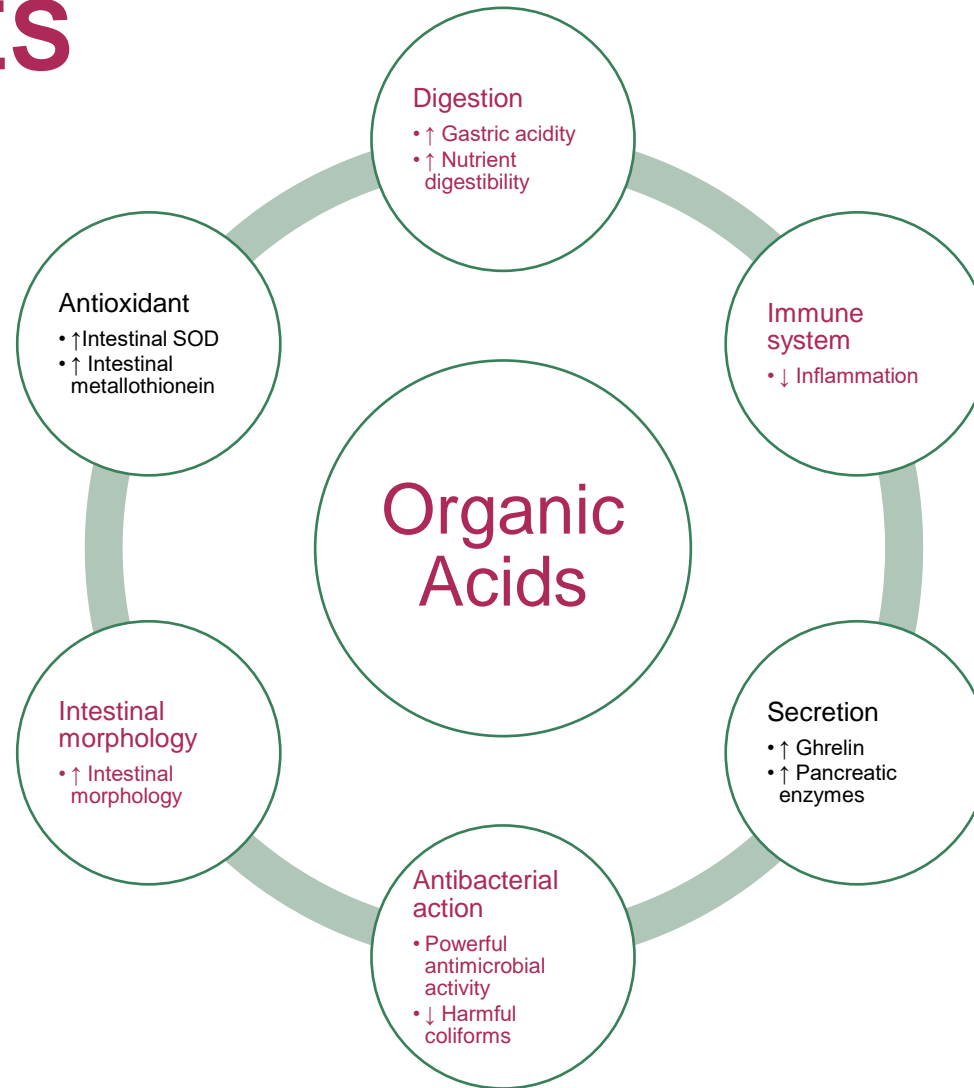 Digestion
• ↑ Gastric acidity
• ↑ Nutrient
digestibility
Immune
system
• ↓ Inflammation
Secretion
• ↑ Ghrelin
• ↑ Pancreatic
enzymes
Antibacterial
action
• Powerful
antimicrobial
activity
• ↓ Harmful
coliforms
Intestinal
morphology
• ↑ Intestinal
morphology
Antioxidant
• ↑Intestinal SOD
• ↑ Intestinal
metallothionein
Organic
Acids